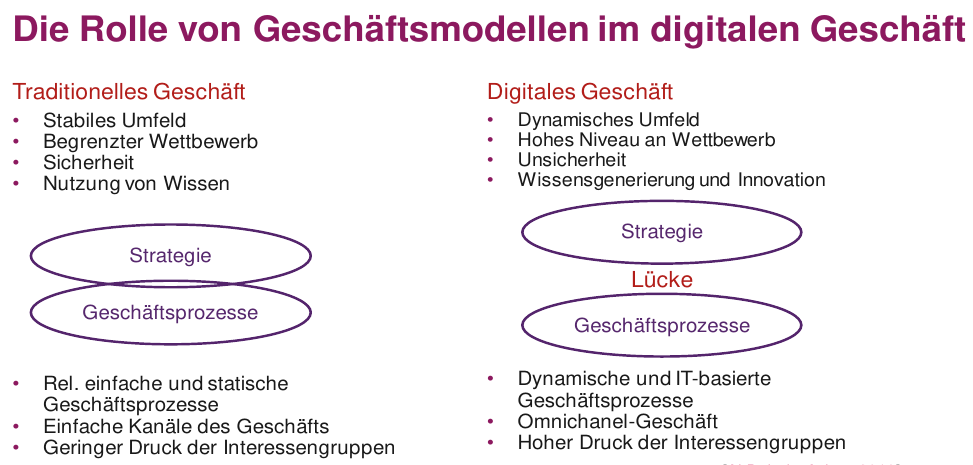 Die Rolle von Geschäftsmodellen im digitalen Geschäft
Traditionelles Geschäft
• Stabiles Umfeld
• Begrenzter Wettbewerb
• Sicherheit
• Nutzung von Wissen
Strategie
Geschäftsprozesse
• Rel. einfache und statische
Geschäftsprozesse
• Einfache Kanäle des Geschäfts
• Geringer Druck der Interessengruppen
Digitales Geschäft
• Dynamisches Umfeld
• Hohes Niveau an Wettbewerb
• Unsicherheit
• Wissensgenerierung und Innovation
Strategie
Lücke
Geschäftsprozesse
• Dynamische und IT-basierte
Geschäftsprozesse
• Omnichanel-Geschäft
• Hoher Druck der Interessengruppen